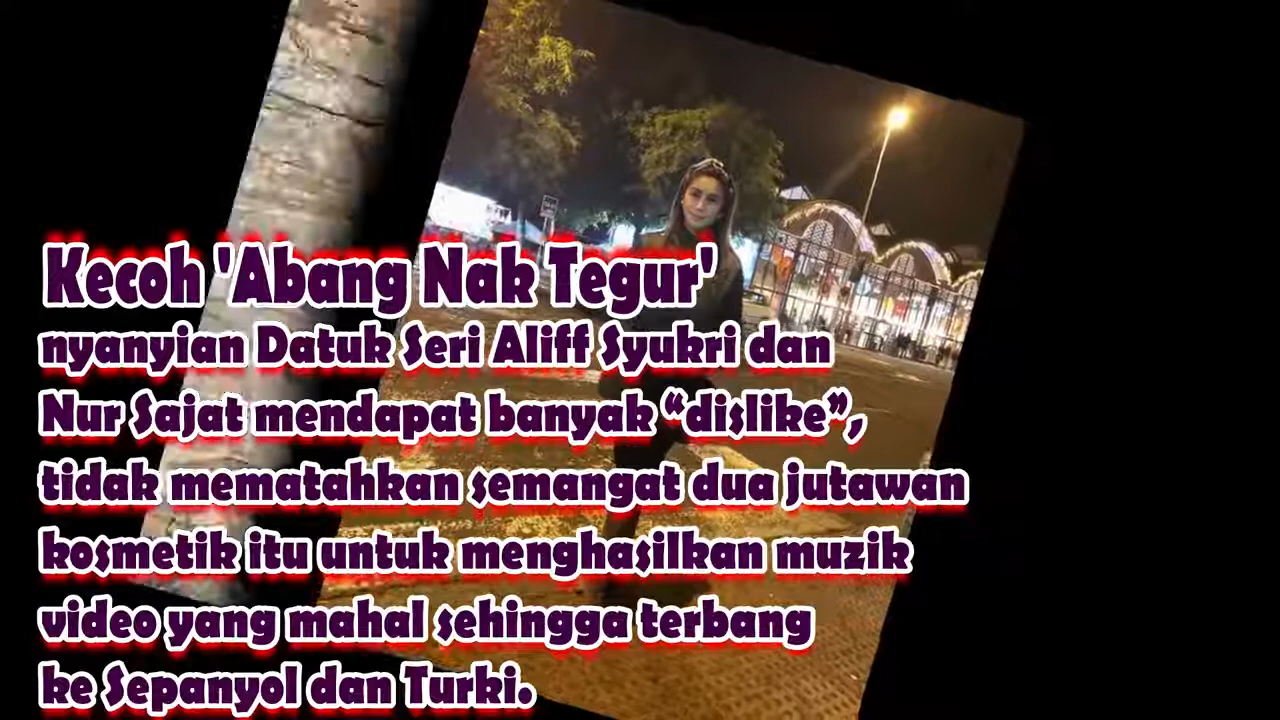 Kecoh 'Abang Nak Tegur'
nyanyian Datuk Seri Aliff Syukri dan
Nur Sajat mendapat banyak “dislike”,
tidak mematahkan semangat dua jutawan
kosmetik itu untuk menghasilkan muzik
video yang mahal sehingga terbang
ke Sepanyol dan Turki.